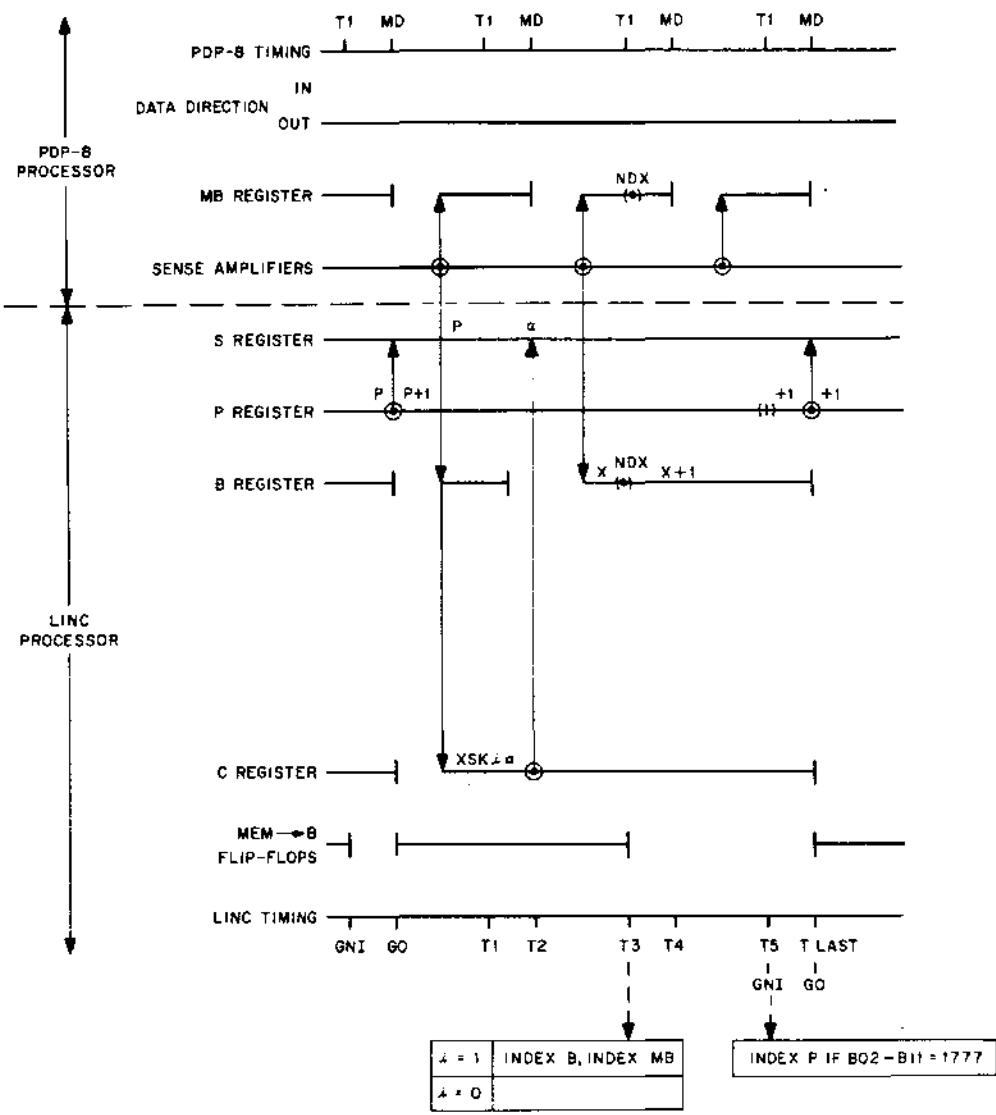 T1 MD T1 MD T1 MD T1 MD
PDP-8 TIMING
IN
DATA DIRECTION
OUT
PDP-8
PROCESSOR
MB REGISTER
NDX
SENSE AMPLIFIERS
P α
S REGISTER
P P+1 +1 +1
P REGISTER
NDX
X X+1
B REGISTER
LINC
PROCESSOR
XSK i α
C REGISTER
MEM → B
FLIP-FLOPS
LINC TIMING
GNI GO T1 T2 T3 T4 T5 T LAST
GNI GO
i = 1 INDEX B, INDEX MB
i = 0
INDEX P IF B02-B11 = 1777